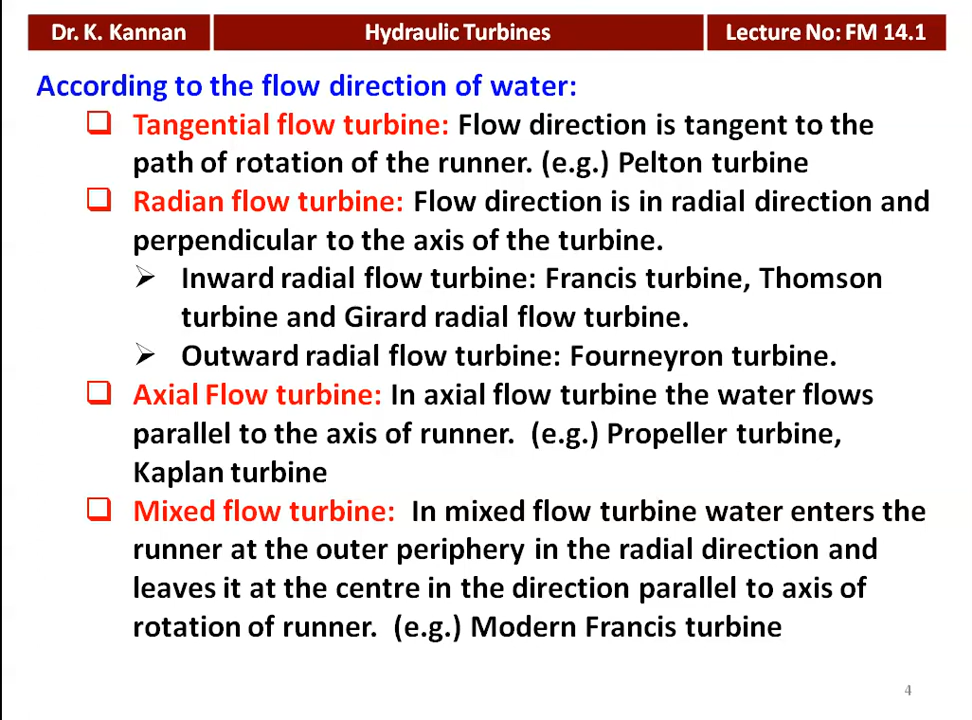 Dr. K. Kannan
Hydraulic Turbines
Lecture No: FM 14.1
According to the flow direction of water:
Tangential flow turbine: Flow direction is tangent to the
path of rotation of the runner. (e.g.) Pelton turbine
Radian flow turbine: Flow direction is in radial direction and
perpendicular to the axis of the turbine.
Inward radial flow turbine: Francis turbine, Thomson
turbine and Girard radial flow turbine.
Outward radial flow turbine: Fourneyron turbine.
Axial Flow turbine: In axial flow turbine the water flows
parallel to the axis of runner. (e.g.) Propeller turbine,
Kaplan turbine
Mixed flow turbine: In mixed flow turbine water enters the
runner at the outer periphery in the radial direction and
leaves it at the centre in the direction parallel to axis of
rotation of runner. (e.g.) Modern Francis turbine
4